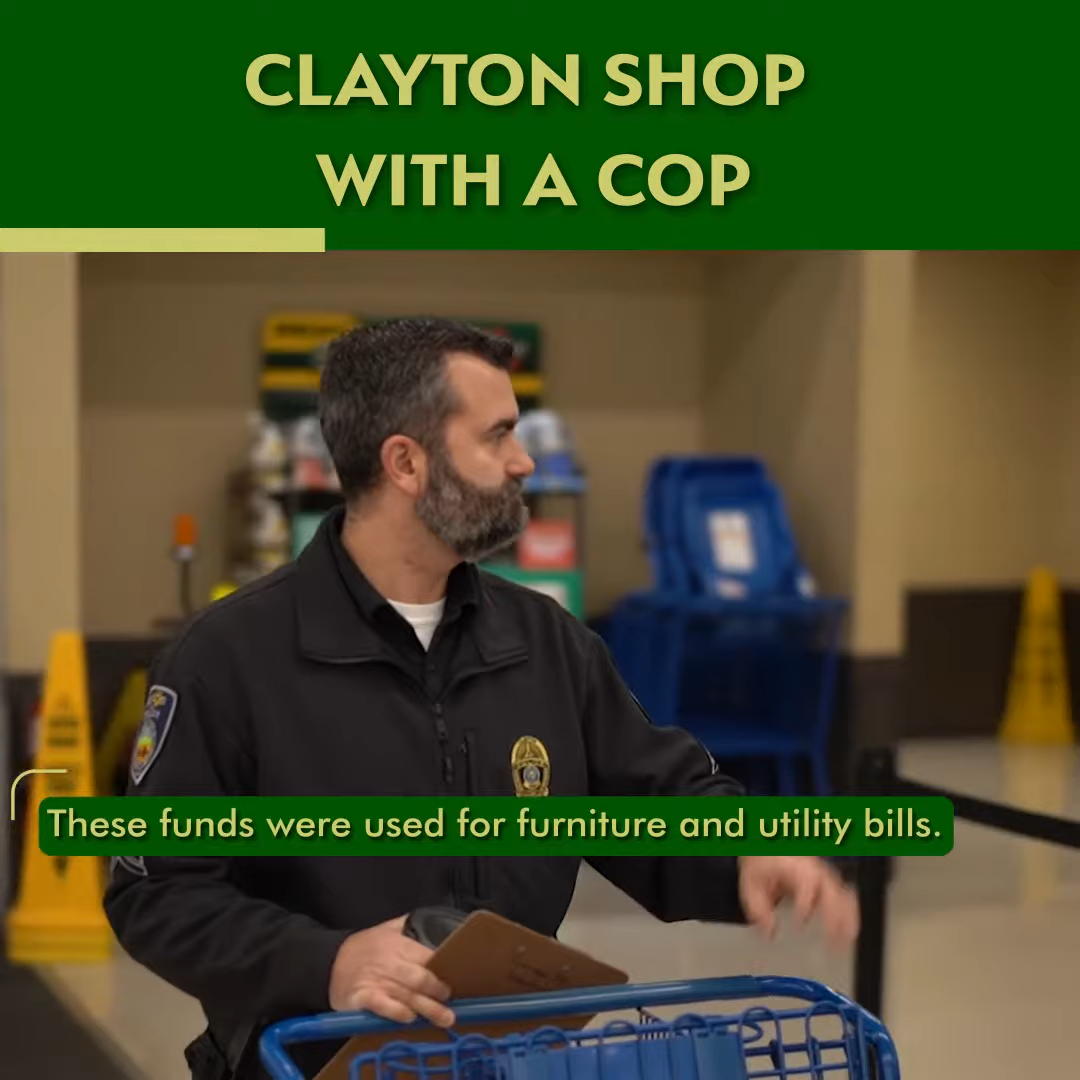 CLAYTON SHOP
WITH A COP
These funds were used for furniture and utility bills.